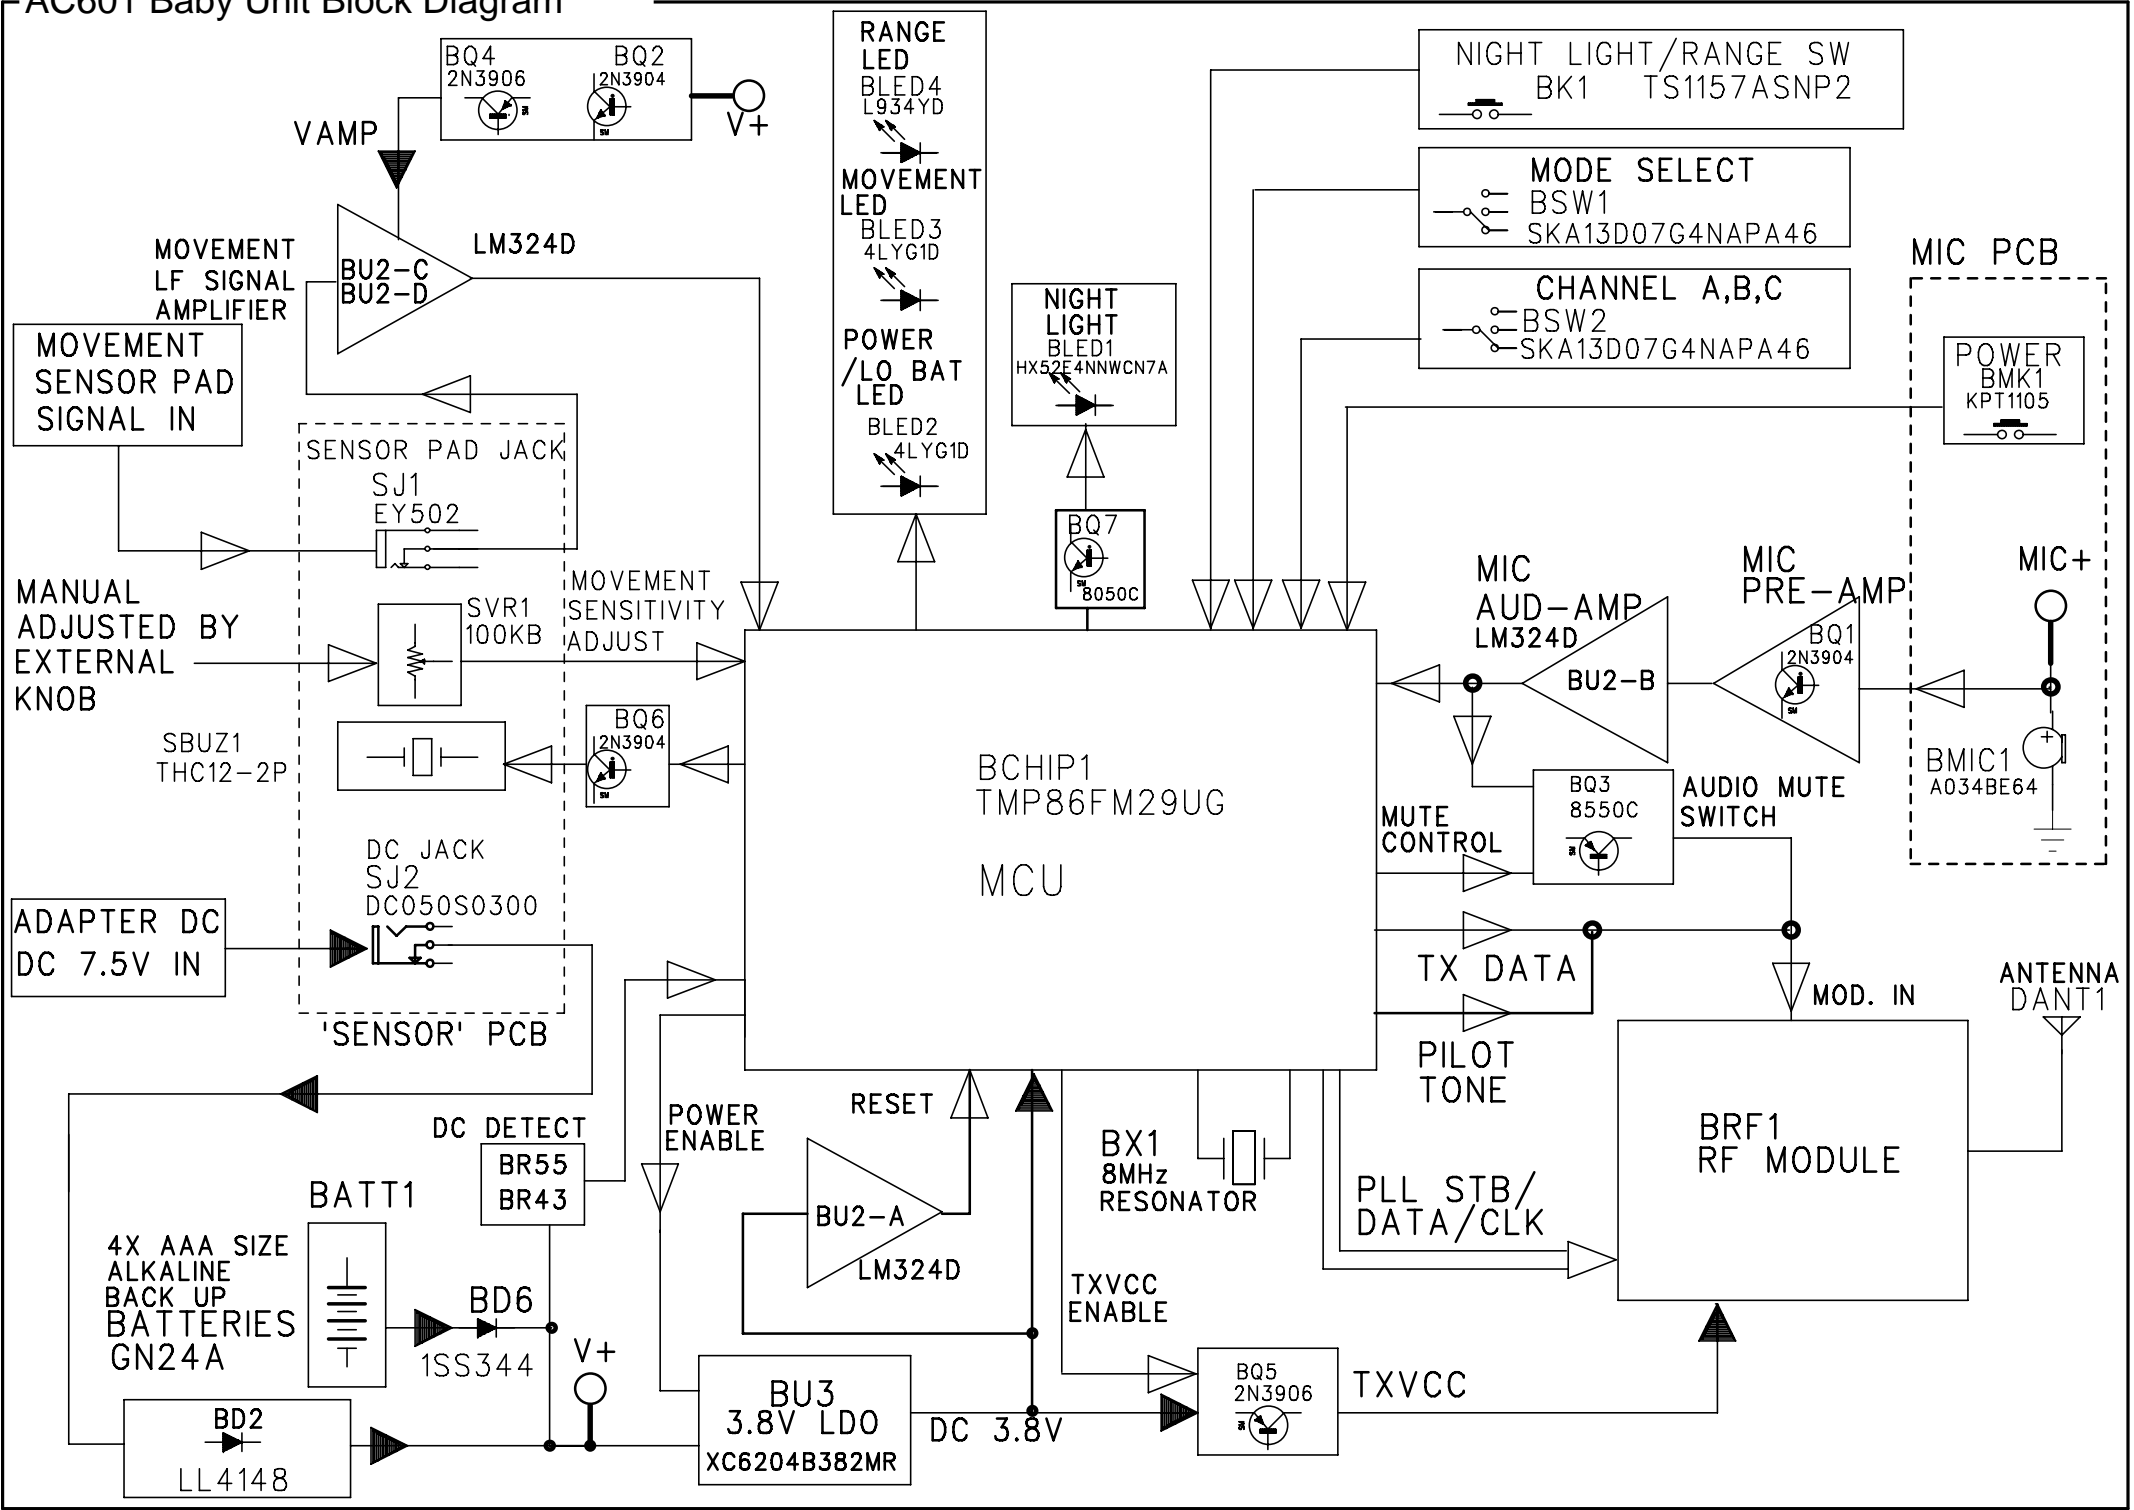 AC601 Baby Unit Block Diagram
BQ4
2N3906
BQ2
2N3904
V+
VAMP
RANGE
LED
BLED4
L934YD
MOVEMENT
LED
BLED3
4LYG1D
POWER
/LO BAT
LED
BLED2
4LYG1D
NIGHT LIGHT/RANGE SW
BK1 TS1157ASNP2
MODE SELECT
BSW1
SKA13D07G4NAPA46
CHANNEL A,B,C
BSW2
SKA13D07G4NAPA46
MIC PCB
POWER
BMK1
KPT1105
MOVEMENT
LF SIGNAL
AMPLIFIER
BU2-C
BU2-D
LM324D
NIGHT
LIGHT
BLED1
HX52E4NNWCN7A
MOVEMENT
SENSOR PAD
SIGNAL IN
SENSOR PAD JACK
SJ1
EY502
BQ7
8050C
MANUAL
ADJUSTED BY
EXTERNAL
KNOB
SVR1
100KB
MOVEMENT
SENSITIVITY
ADJUST
MIC
AUD-AMP
LM324D
BU2-B
MIC
PRE-AMP
BQ1
2N3904
MIC+
BMIC1
A034BE64
SBUZ1
THC12-2P
BQ6
2N3904
BCHIP1
TMP86FM29UG
MCU
BQ3
8550C
AUDIO MUTE
SWITCH
MUTE
CONTROL
DC JACK
SJ2
DC050S0300
ADAPTER DC
DC 7.5V IN
'SENSOR' PCB
TX DATA
PILOT
TONE
MOD. IN
ANTENNA
DANT1
BRF1
RF MODULE
POWER
ENABLE
RESET
DC DETECT
BR55
BR43
BU2-A
LM324D
BX1
8MHz
RESONATOR
PLL STB/
DATA/CLK
BATT1
4X AAA SIZE
ALKALINE
BACK UP
BATTERIES
GN24A
BD6
1SS344
V+
TXVCC
ENABLE
BD2
LL4148
BU3
3.8V LDO
XC6204B382MR
DC 3.8V
BQ5
2N3906
TXVCC